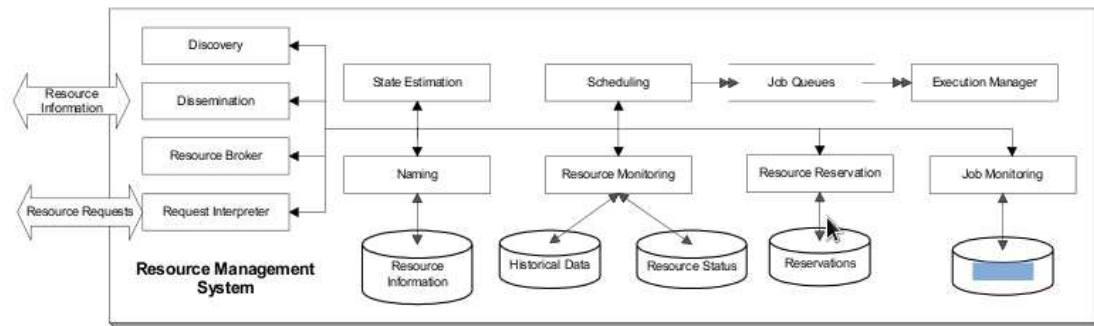 Discovery
State Estimation
Scheduling
Job Queues
Execution Manager
Resource
Information
Dissemination
Resource Broker
Naming
Resource Monitoring
Resource Reservation
Job Monitoring
Resource Requests
Request Interpreter
Resource Management
System
Resource
Information
Historical Data
Resource Status
Reservations